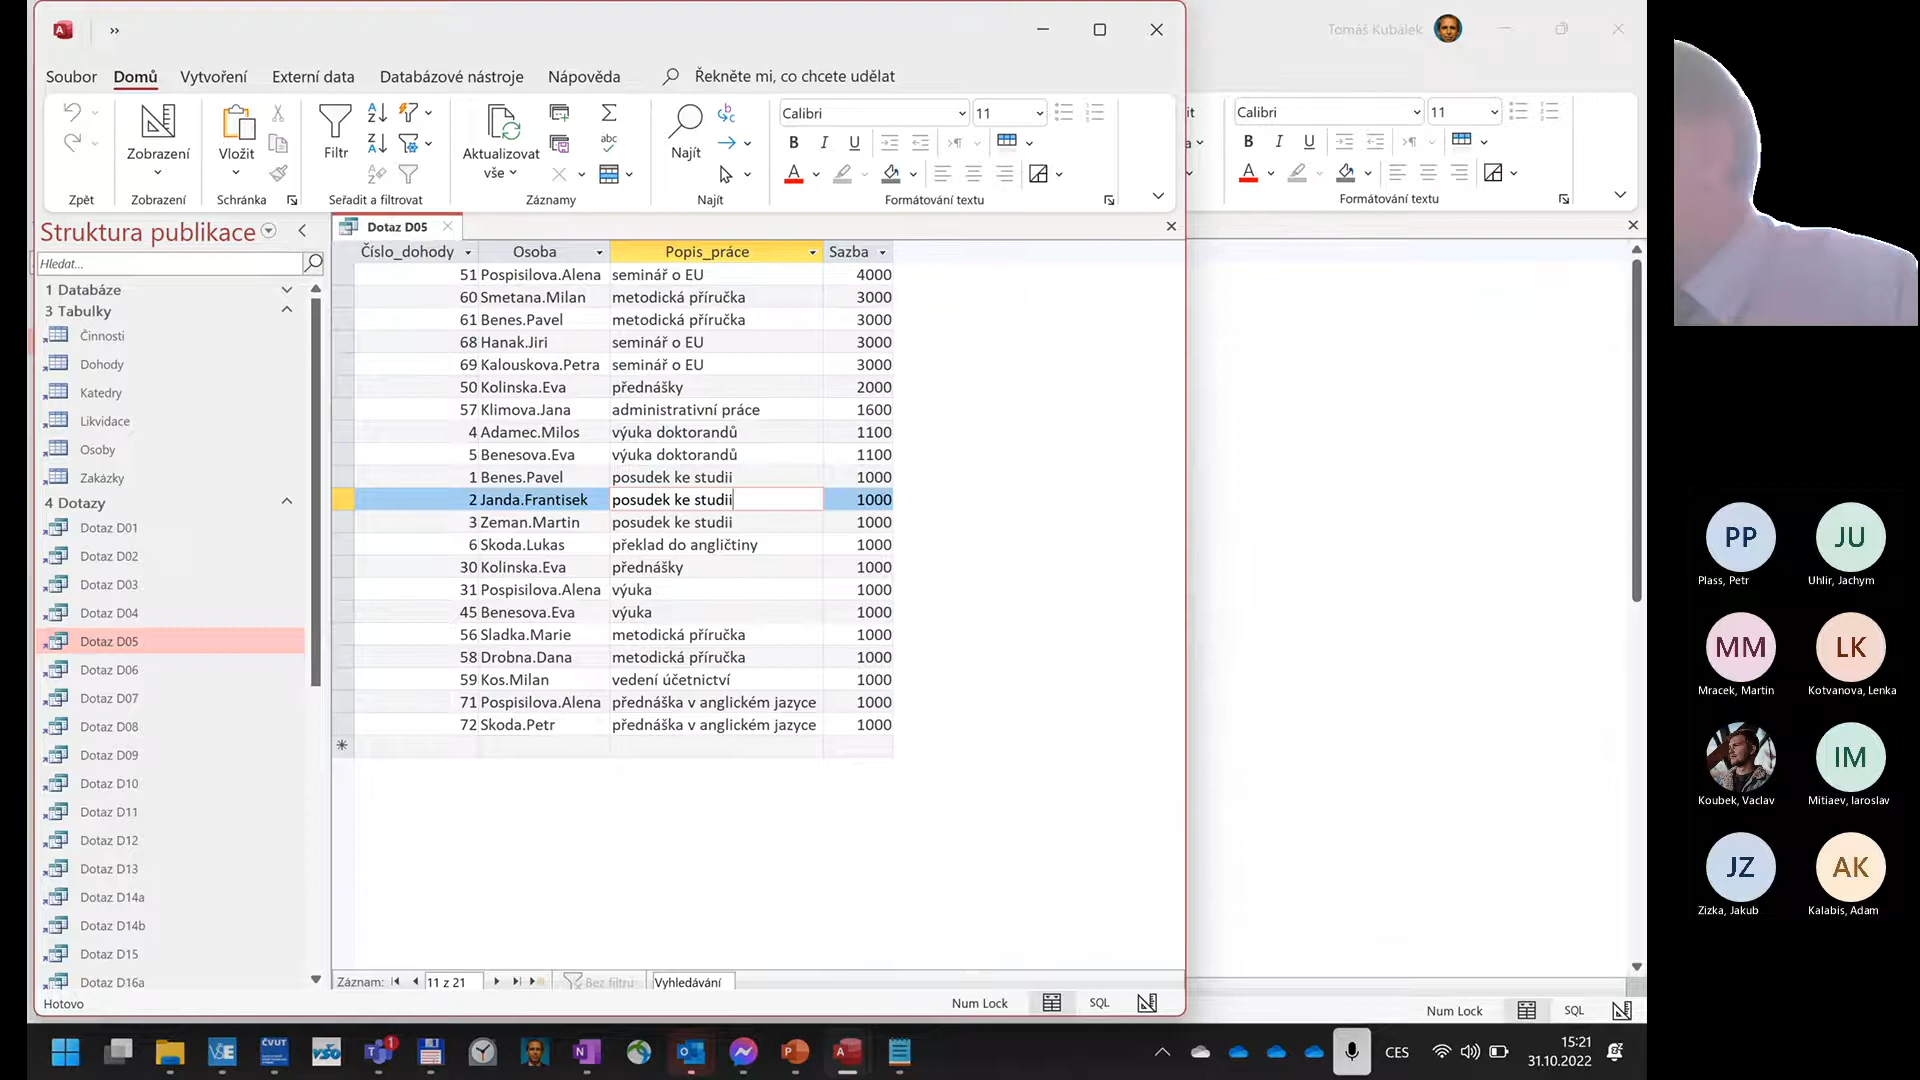 Tomáš Kubálek
Soubor Domů Vytvoření Externí data Databázové nástroje Nápověda Řekněte mi, co chcete udělat
Zobrazení
Vložit
Filtr
Aktualizovat
vše
Najít
Calibri 11
B I U
Calibri 11
B I U
Zpět Zobrazení Schránka Seřadit a filtrovat Záznamy Najít Formátování textu
Formátování textu
Struktura publikace
Hledat...
1 Databáze
3 Tabulky
Činnosti
Dohody
Katedry
Likvidace
Osoby
Zakázky
4 Dotazy
Dotaz D01
Dotaz D02
Dotaz D03
Dotaz D04
Dotaz D05
Dotaz D06
Dotaz D07
Dotaz D08
Dotaz D09
Dotaz D10
Dotaz D11
Dotaz D12
Dotaz D13
Dotaz D14a
Dotaz D14b
Dotaz D15
Dotaz D16a
Dotaz D05
Číslo_dohody Osoba Popis_práce Sazba
51 Pospisilova.Alena seminář o EU 4000
60 Smetana.Milan metodická příručka 3000
61 Benes.Pavel metodická příručka 3000
68 Hanak.Jiri seminář o EU 3000
69 Kalouskova.Petra seminář o EU 3000
50 Kolinska.Eva přednášky 2000
57 Klimova.Jana administrativní práce 1600
4 Adamec.Milos výuka doktorandů 1100
5 Benesova.Eva výuka doktorandů 1100
1 Benes.Pavel posudek ke studii 1000
2 Janda.Frantisek posudek ke studii 1000
3 Zeman.Martin posudek ke studii 1000
6 Skoda.Lukas překlad do angličtiny 1000
30 Kolinska.Eva přednášky 1000
31 Pospisilova.Alena výuka 1000
45 Benesova.Eva výuka 1000
56 Sladka.Marie metodická příručka 1000
58 Drobna.Dana metodická příručka 1000
59 Kos.Milan vedení účetnictví 1000
71 Pospisilova.Alena přednáška v anglickém jazyce 1000
72 Skoda.Petr přednáška v anglickém jazyce 1000
Záznam: 11 z 21 Bez filtru Vyhledávání
Hotovo
Num Lock SQL
Num Lock SQL
PP
Plass, Petr
JU
Uhlir, Jachym
MM
Mracek, Martin
LK
Kotvanova, Lenka
Koubek, Vaclav
IM
Mitiaev, Iaroslav
JZ
Zizka, Jakub
AK
Kalabis, Adam
CES
15:21
31.10.2022